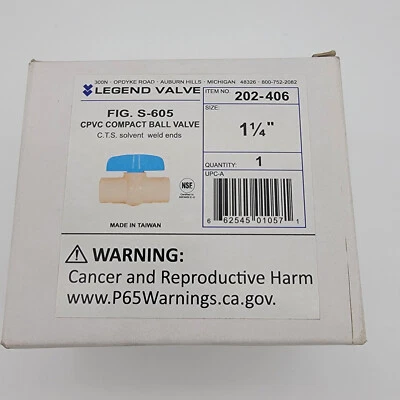 300N · OPDYKE ROAD · AUBURN HILLS · MICHIGAN 48326 · 800-752-2082
LEGEND VALVE
ITEM NO.
202-406
FIG. S-605
CPVC COMPACT BALL VALVE
C.T.S. solvent weld ends
SIZE:
1¼"
QUANTITY:
1
UPC-A
NSF
6 62545 01057 1
MADE IN TAIWAN
⚠ WARNING:
Cancer and Reproductive Harm
www.P65Warnings.ca.gov.